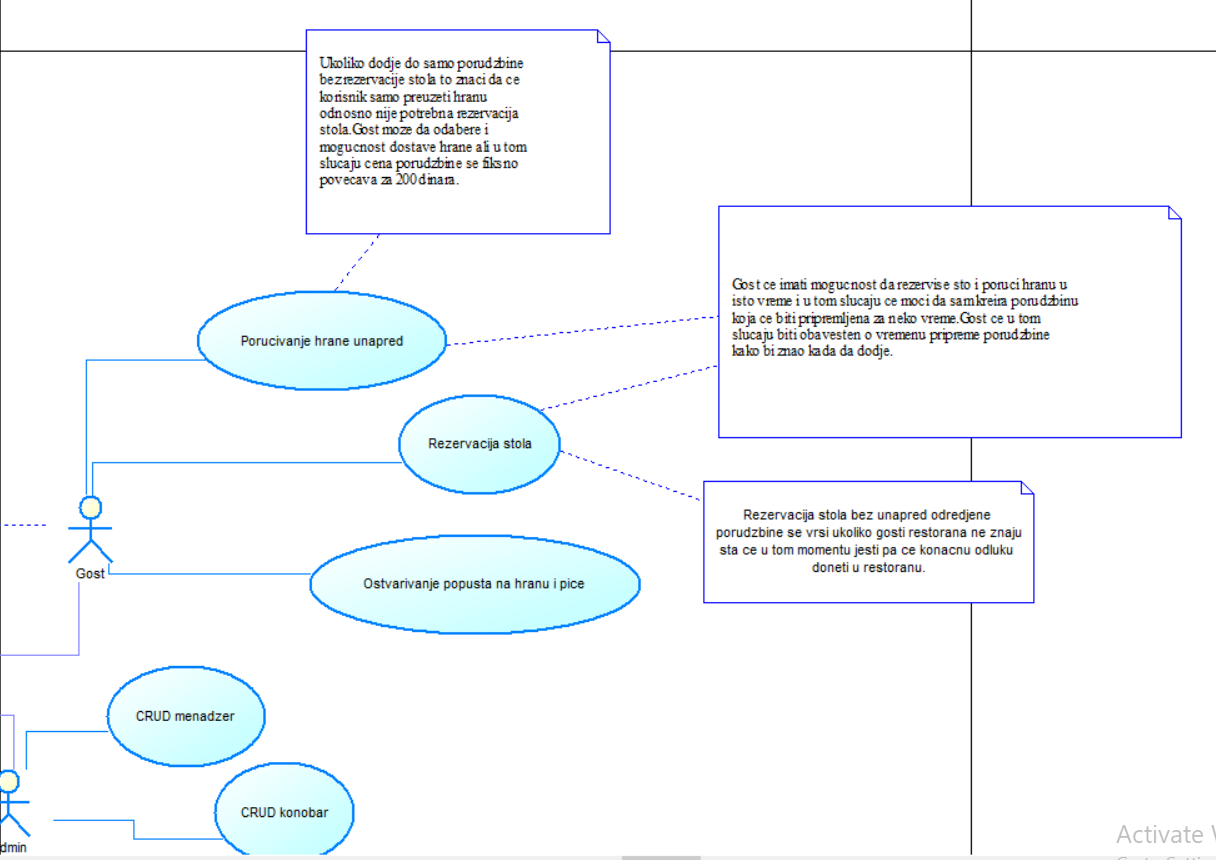 Ukoliko dodje do samo porudzbine
bez rezervacije stola to znaci da ce
korisnik samo preuzeti hranu
odnosno nije potrebna rezervacija
stola.Gost moze da odabere i
mogucnost dostave hrane ali u tom
slucaju cena porudzbine se fiksno
povecava za 200 dinara.
Gost ce imati mogucnost da rezervise sto i poruci hranu u
isto vreme i u tom slucaju ce moci da sam kreira porudzbinu
koja ce biti pripremljena za neko vreme.Gost ce u tom
slucaju biti obavesten o vremenu pripreme porudzbine
kako bi znao kada da dodje.
Porucivanje hrane unapred
Rezervacija stola
Rezervacija stola bez unapred odredjene
porudzbine se vrsi ukoliko gosti restorana ne znaju
sta ce u tom momentu jesti pa ce konacnu odluku
doneti u restoranu.
Gost
Ostvarivanje popusta na hranu i pice
CRUD menadzer
CRUD konobar
dmin
Activate